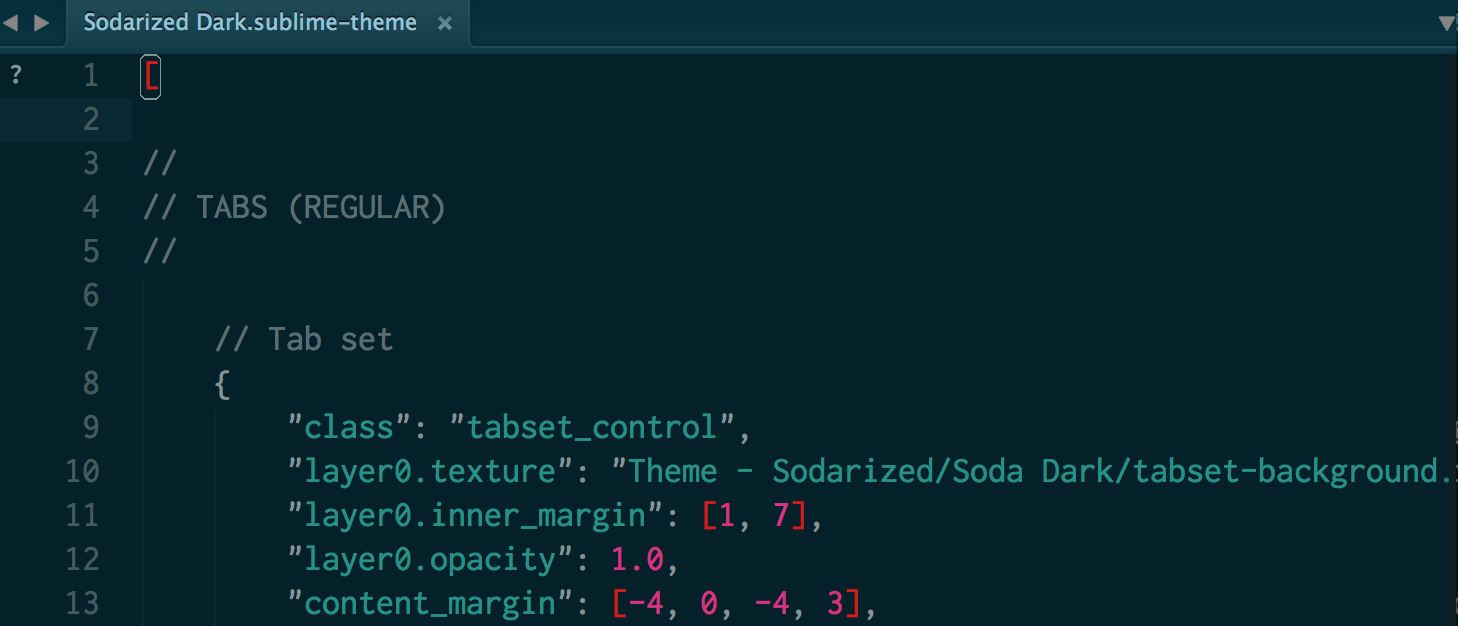 Sodarized Dark.sublime-theme ×
? 1 [
2
3 //
4 // TABS (REGULAR)
5 //
6
7 // Tab set
8 {
9 "class": "tabset_control",
10 "layer0.texture": "Theme - Sodarized/Soda Dark/tabset-background.
11 "layer0.inner_margin": [1, 7],
12 "layer0.opacity": 1.0,
13 "content_margin": [-4, 0, -4, 3],